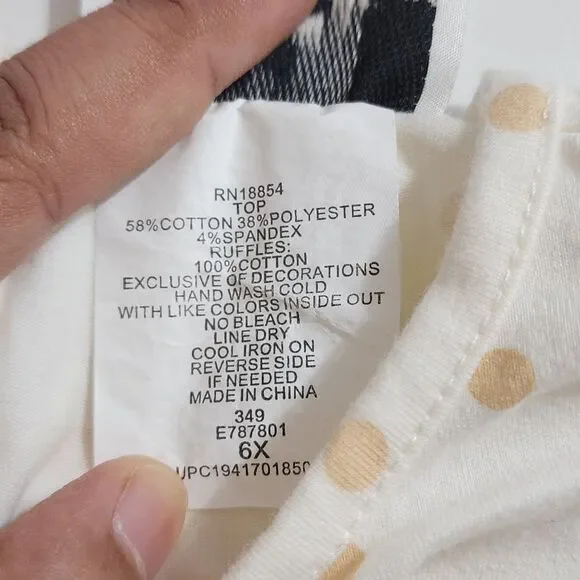 RN18854
TOP
58%COTTON 38%POLYESTER
4%SPANDEX
RUFFLES:
100%COTTON
EXCLUSIVE OF DECORATIONS
HAND WASH COLD
WITH LIKE COLORS INSIDE OUT
NO BLEACH
LINE DRY
COOL IRON ON
REVERSE SIDE
IF NEEDED
MADE IN CHINA
349
E787801
6X
UPC1941701850